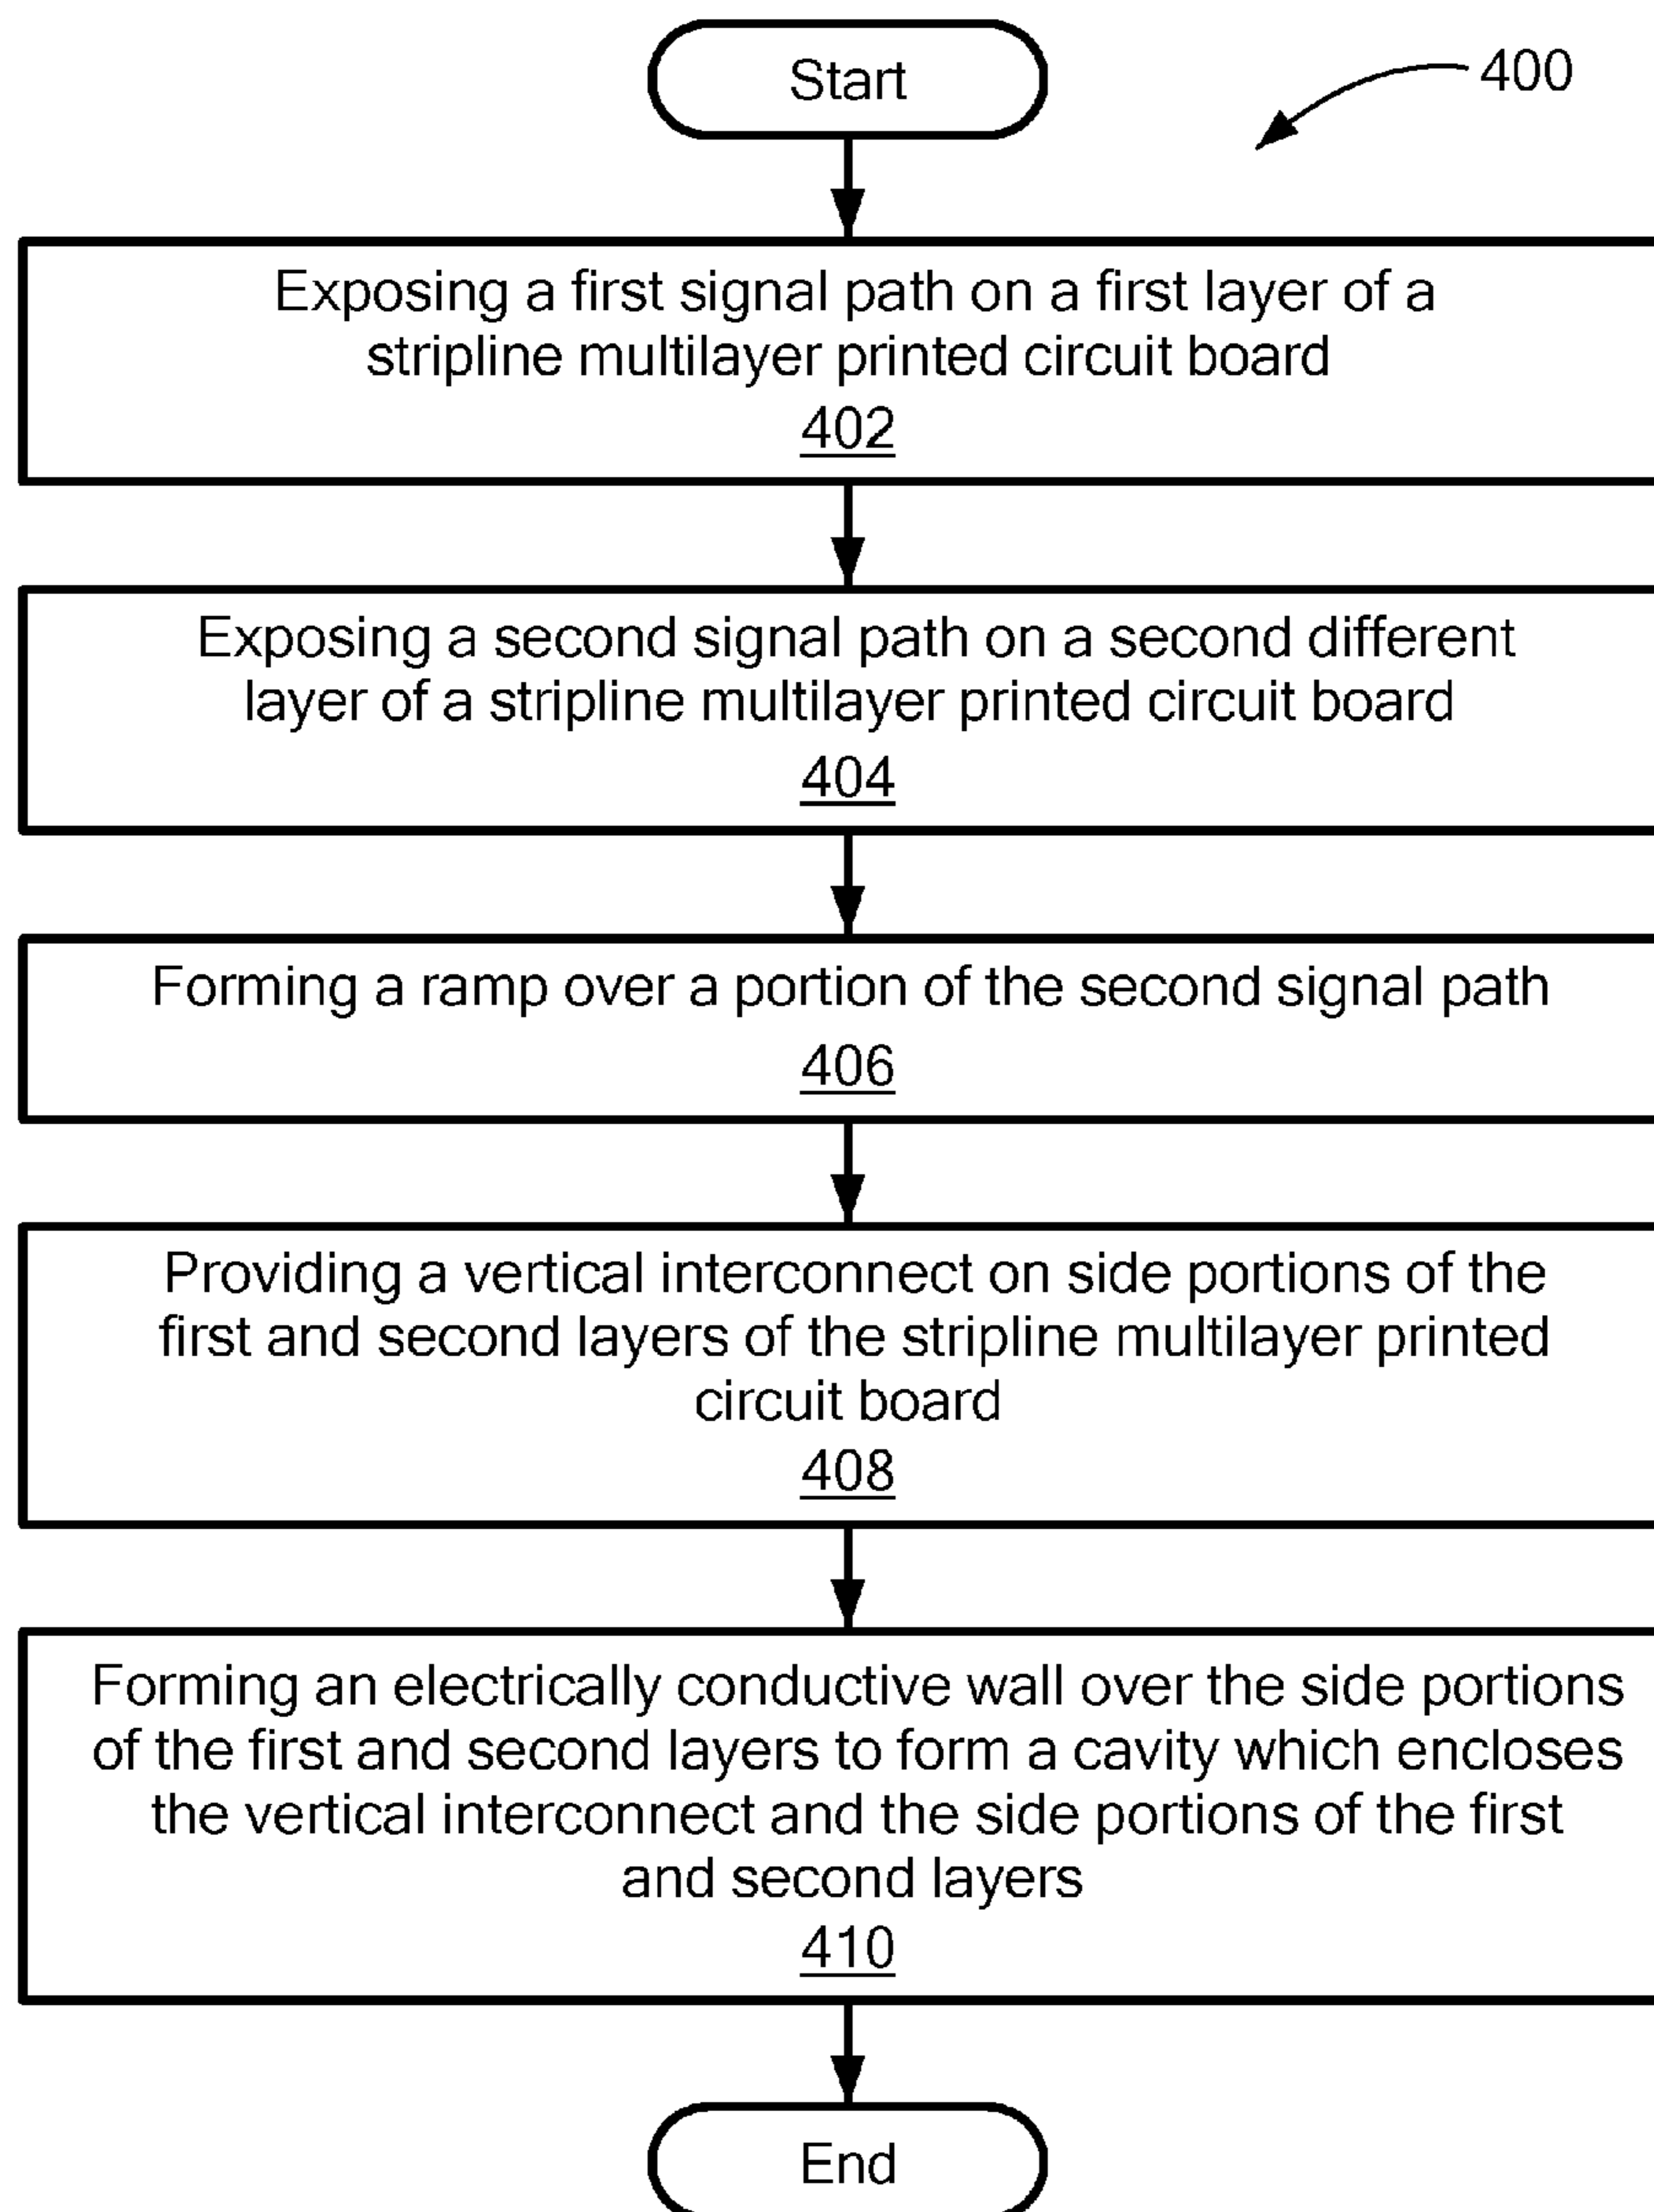 Start
400
Exposing a first signal path on a first layer of a
stripline multilayer printed circuit board
402
Exposing a second signal path on a second different
layer of a stripline multilayer printed circuit board
404
Forming a ramp over a portion of the second signal path
406
Providing a vertical interconnect on side portions of the
first and second layers of the stripline multilayer printed
circuit board
408
Forming an electrically conductive wall over the side portions
of the first and second layers to form a cavity which encloses
the vertical interconnect and the side portions of the first
and second layers
410
End